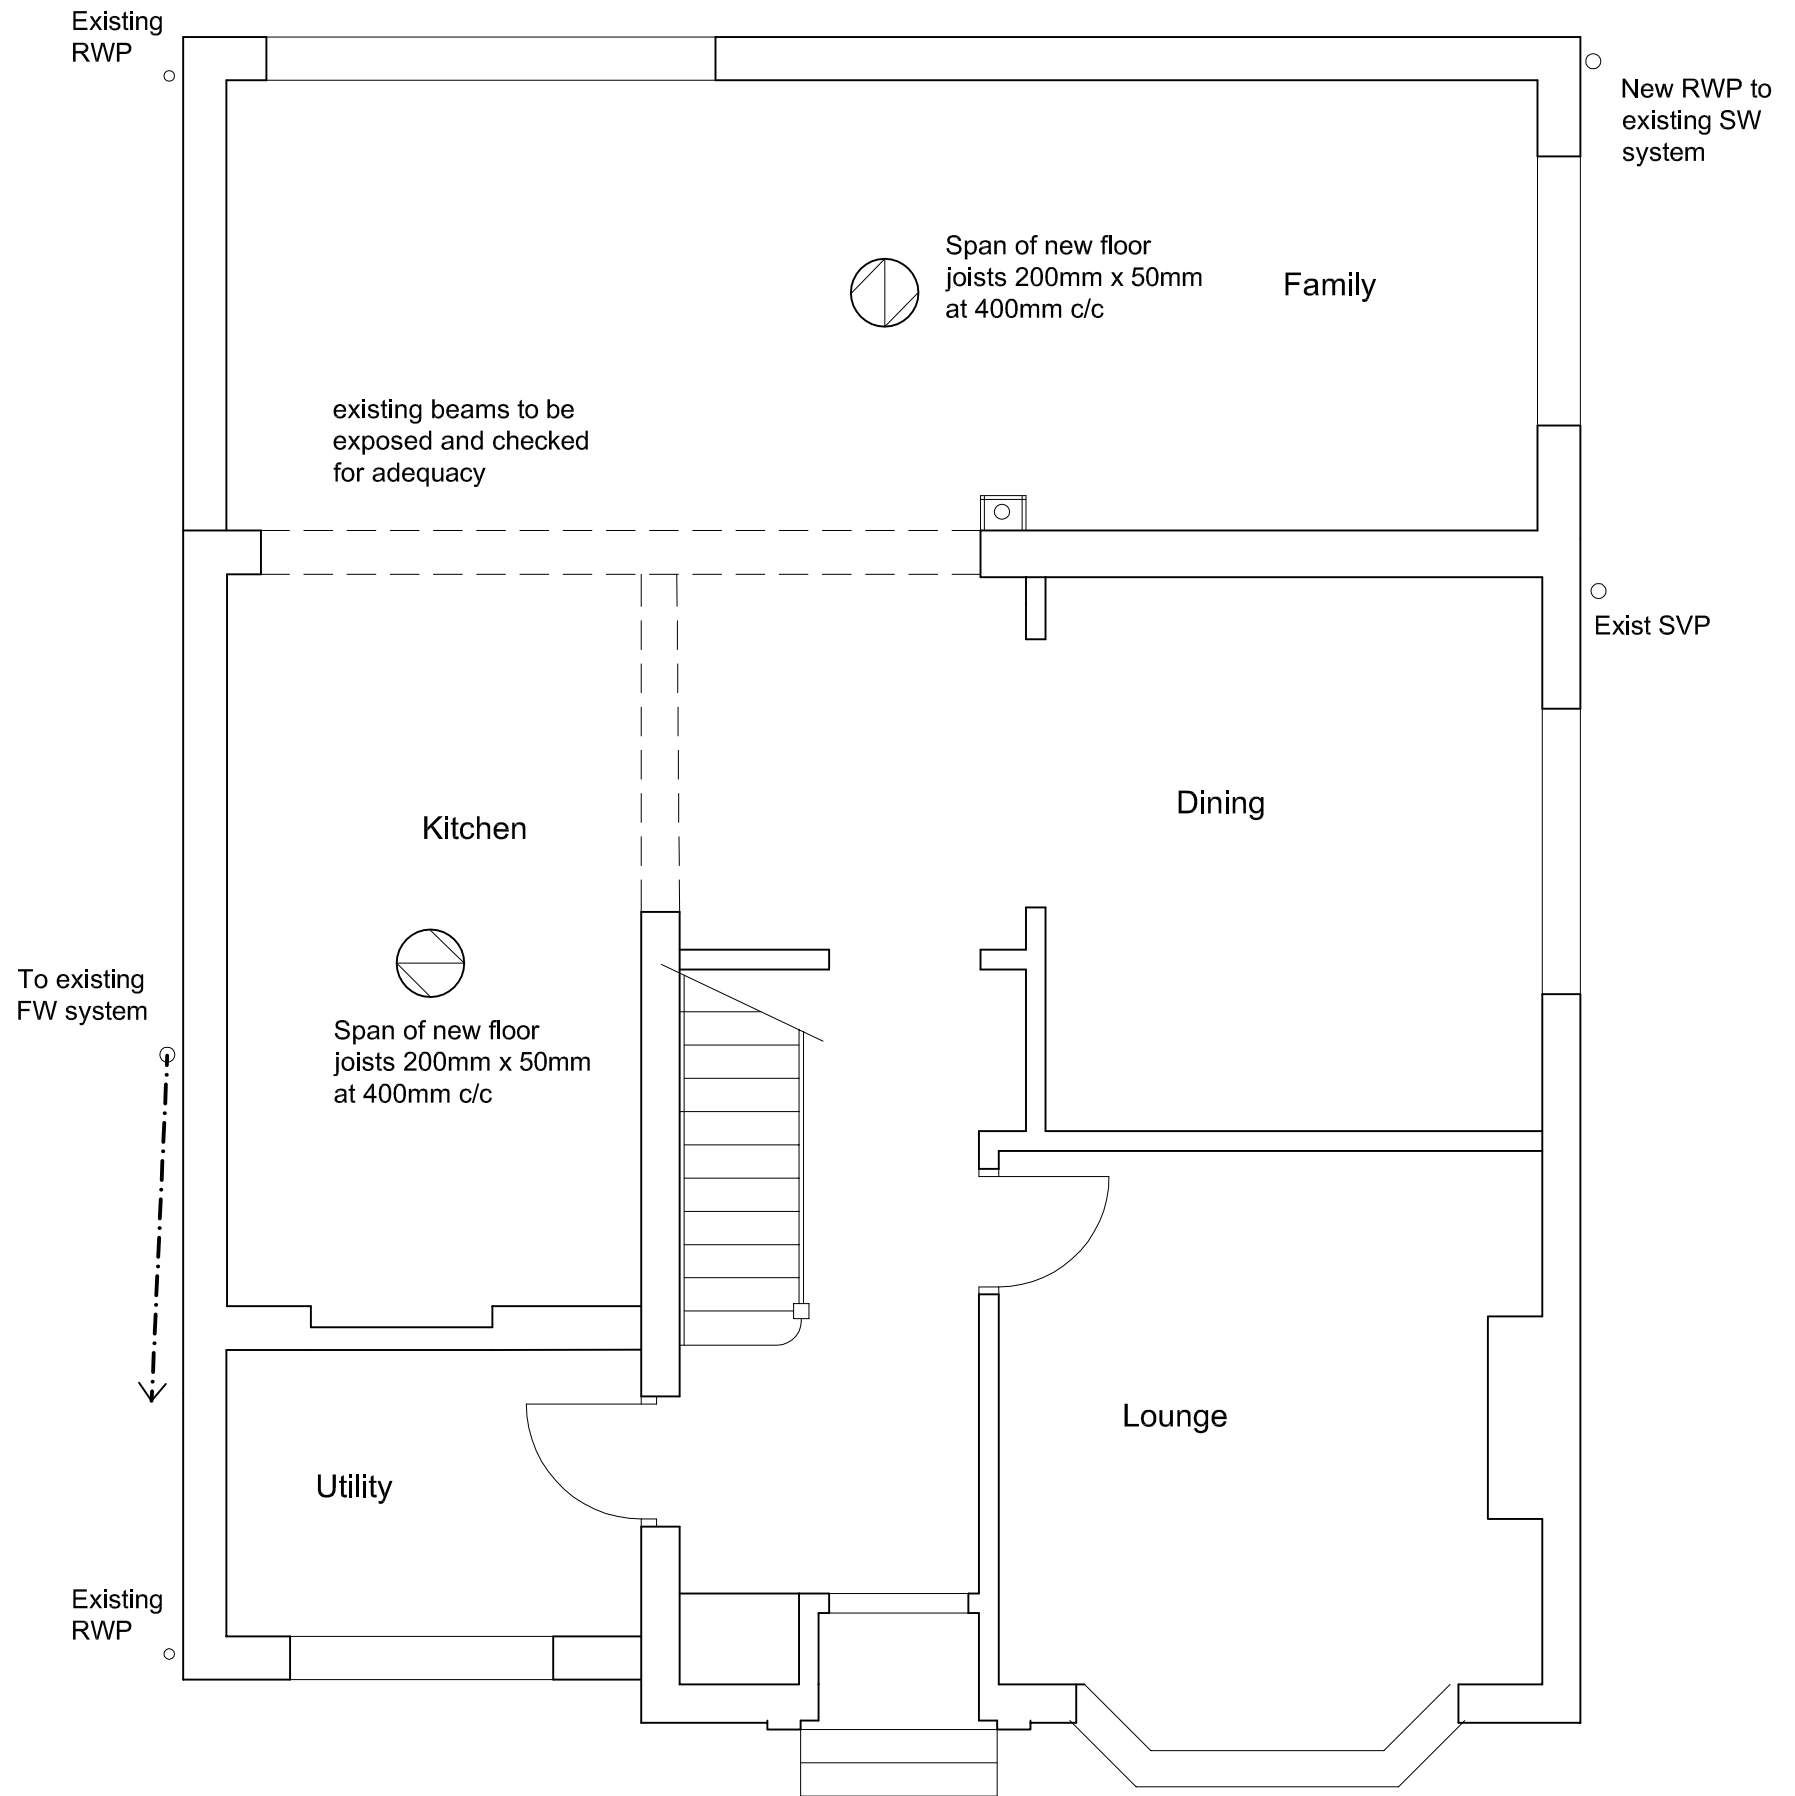 Existing
RWP
New RWP to
existing SW
system
Span of new floor
joists 200mm x 50mm
at 400mm c/c
Family
existing beams to be
exposed and checked
for adequacy
Exist SVP
Dining
Kitchen
To existing
FW system
Span of new floor
joists 200mm x 50mm
at 400mm c/c
Lounge
Utility
Existing
RWP